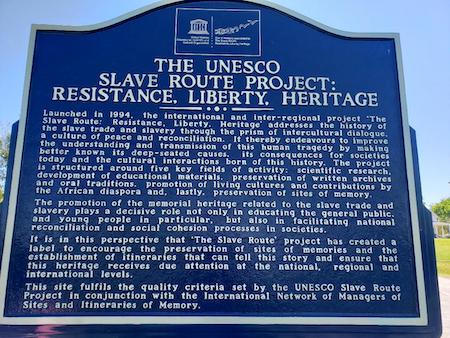 THE UNESCO
SLAVE ROUTE PROJECT:
RESISTANCE, LIBERTY, HERITAGE
Launched in 1994, the international and inter-regional project 'The
Slave Route: Resistance, Liberty, Heritage' addresses the history of
the slave trade and slavery through the prism of intercultural dialogue,
a culture of peace and reconciliation. It thereby endeavours to improve
the understanding and transmission of this human tragedy by making
better known its deep-seated causes, its consequences for societies
today and the cultural interactions born of this history. The project
is structured around five key fields of activity: scientific research,
development of educational materials, preservation of written archives
and oral traditions, promotion of living cultures and contributions by
the African diaspora and, lastly, preservation of sites of memory.
The promotion of the memorial heritage related to the slave trade and
slavery plays a decisive role not only in educating the general public,
and young people in particular, but also in facilitating national
reconciliation and social cohesion processes in societies.
It is in this perspective that 'The Slave Route' project has created a
label to encourage the preservation of sites of memories and the
establishment of itineraries that can tell this story and ensure that
this heritage receives due attention at the national, regional and
international levels.
This site fulfils the quality criteria set by the UNESCO Slave Route
Project in conjunction with the International Network of Managers of
Sites and Itineraries of Memory.